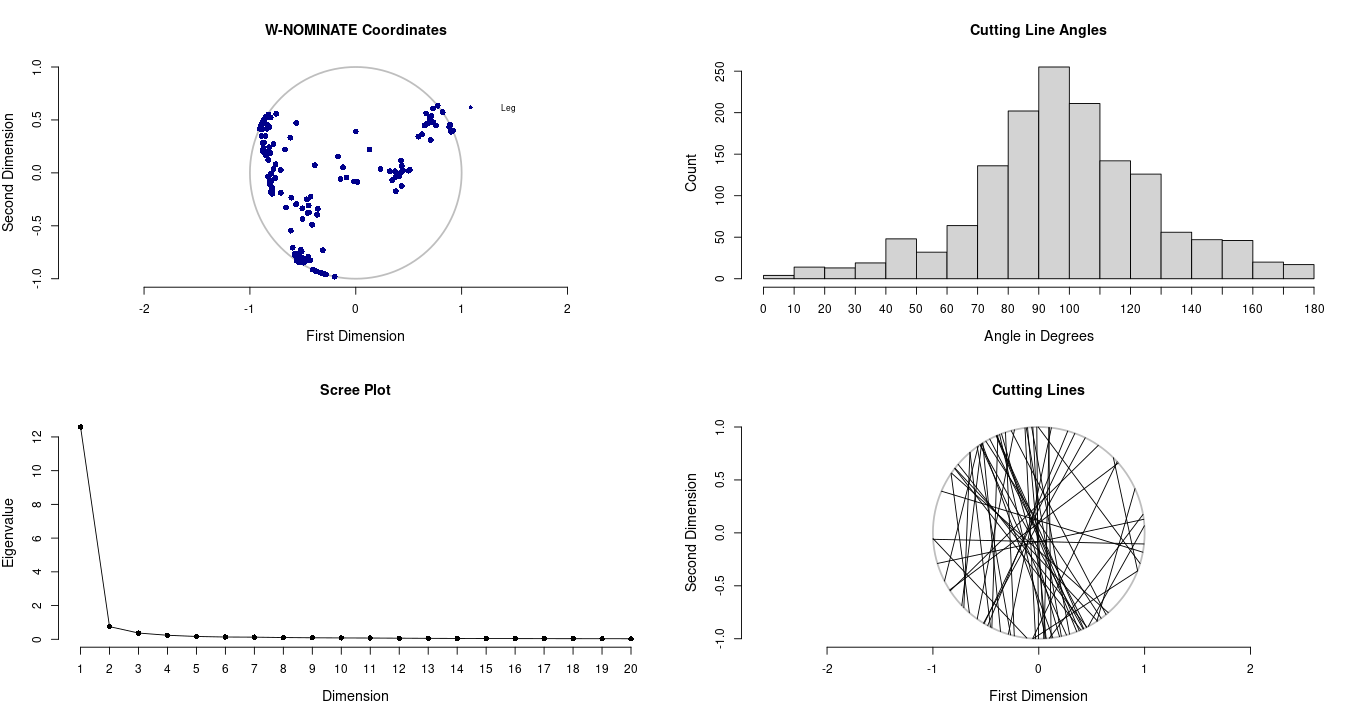 W-NOMINATE Coordinates
Second Dimension
1.0
0.5
0.0
-0.5
-1.0
Leg
-2 -1 0 1 2
First Dimension
Cutting Line Angles
Count
250
200
150
100
50
0
0 10 20 30 40 50 60 70 80 90 100 120 140 160 180
Angle in Degrees
Scree Plot
Eigenvalue
12
10
8
6
4
2
0
1 2 3 4 5 6 7 8 9 10 11 12 13 14 15 16 17 18 19 20
Dimension
Cutting Lines
Second Dimension
1.0
0.5
0.0
-0.5
-1.0
-2 -1 0 1 2
First Dimension